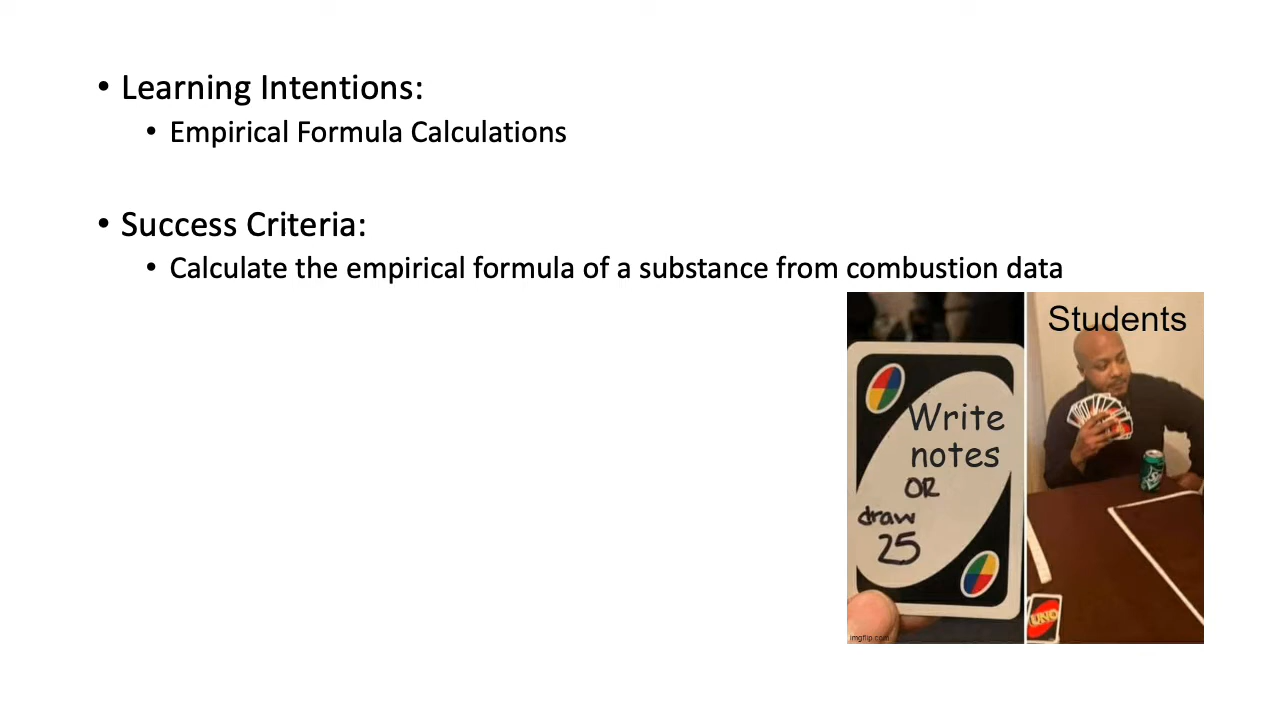 • Learning Intentions:
• Empirical Formula Calculations
• Success Criteria:
• Calculate the empirical formula of a substance from combustion data
Write
notes
OR
draw
25
imgflip.com
Students
UNO